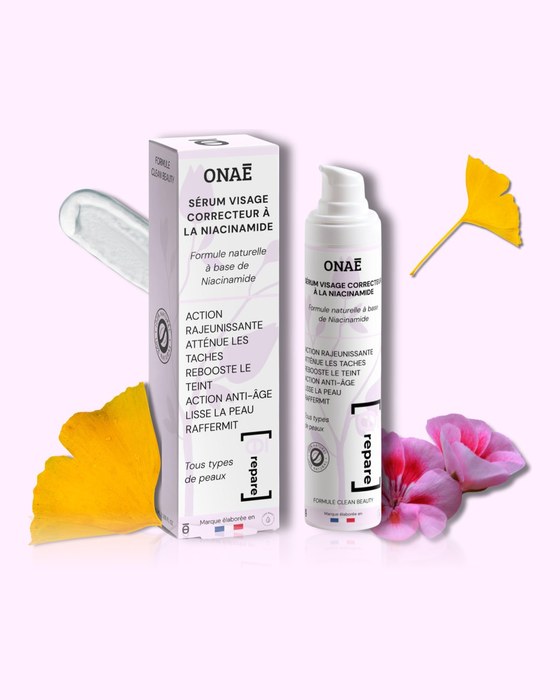 FORMULE
CLEAN BEAUTY
ONAĒ
SÉRUM VISAGE
CORRECTEUR À
LA NIACINAMIDE
Formule naturelle
à base de
Niacinamide
ACTION
RAJEUNISSANTE
ATTÉNUE LES
TACHES
REBOOSTE LE
TEINT
ACTION ANTI-ÂGE
LISSE LA PEAU
RAFFERMIT
[repare]
Tous types
de peaux
Marque élaborée en
ONAĒ
SÉRUM VISAGE CORRECTEUR
À LA NIACINAMIDE
Formule naturelle à base
de Niacinamide
ACTION RAJEUNISSANTE
ATTÉNUE LES TACHES
REBOOSTE LE TEINT
ACTION ANTI-ÂGE
LISSE LA PEAU
RAFFERMIT
Tous types
de peaux
[repare]
FORMULE CLEAN BEAUTY
Marque élaborée en